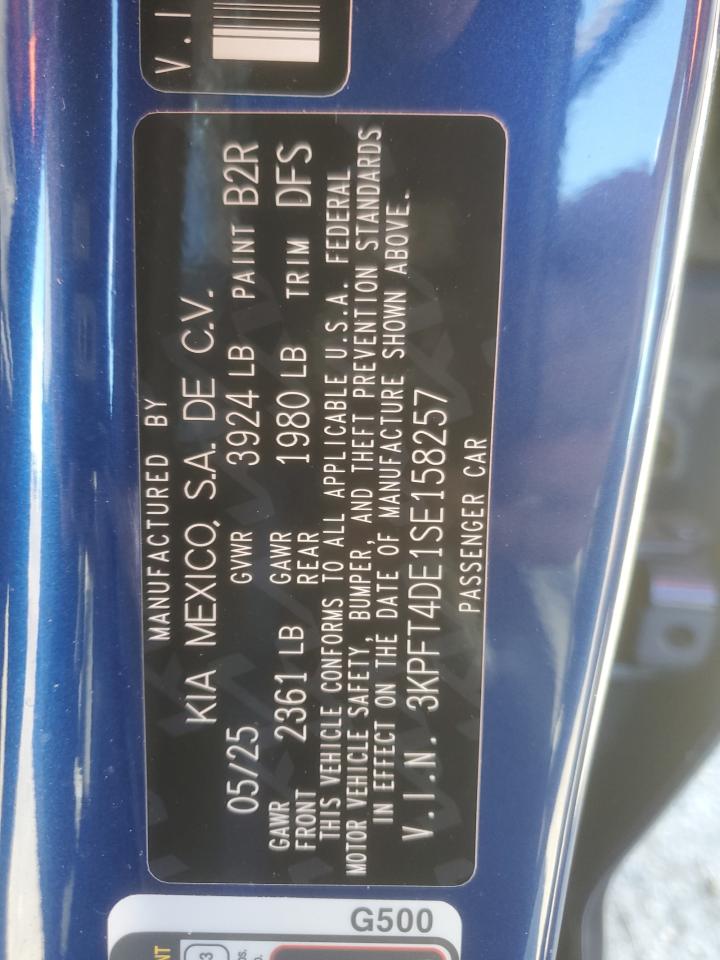 V.I
MANUFACTURED BY
KIA MEXICO, S.A. DE C.V.
05/25 GVWR 3924 LB PAINT B2R
GAWR FRONT 2361 LB GAWR REAR 1980 LB TRIM DFS
THIS VEHICLE CONFORMS TO ALL APPLICABLE U.S.A. FEDERAL
MOTOR VEHICLE SAFETY, BUMPER, AND THEFT PREVENTION STANDARDS
IN EFFECT ON THE DATE OF MANUFACTURE SHOWN ABOVE.
V.I.N. 3KPFT4DE1SE158257
PASSENGER CAR
G500